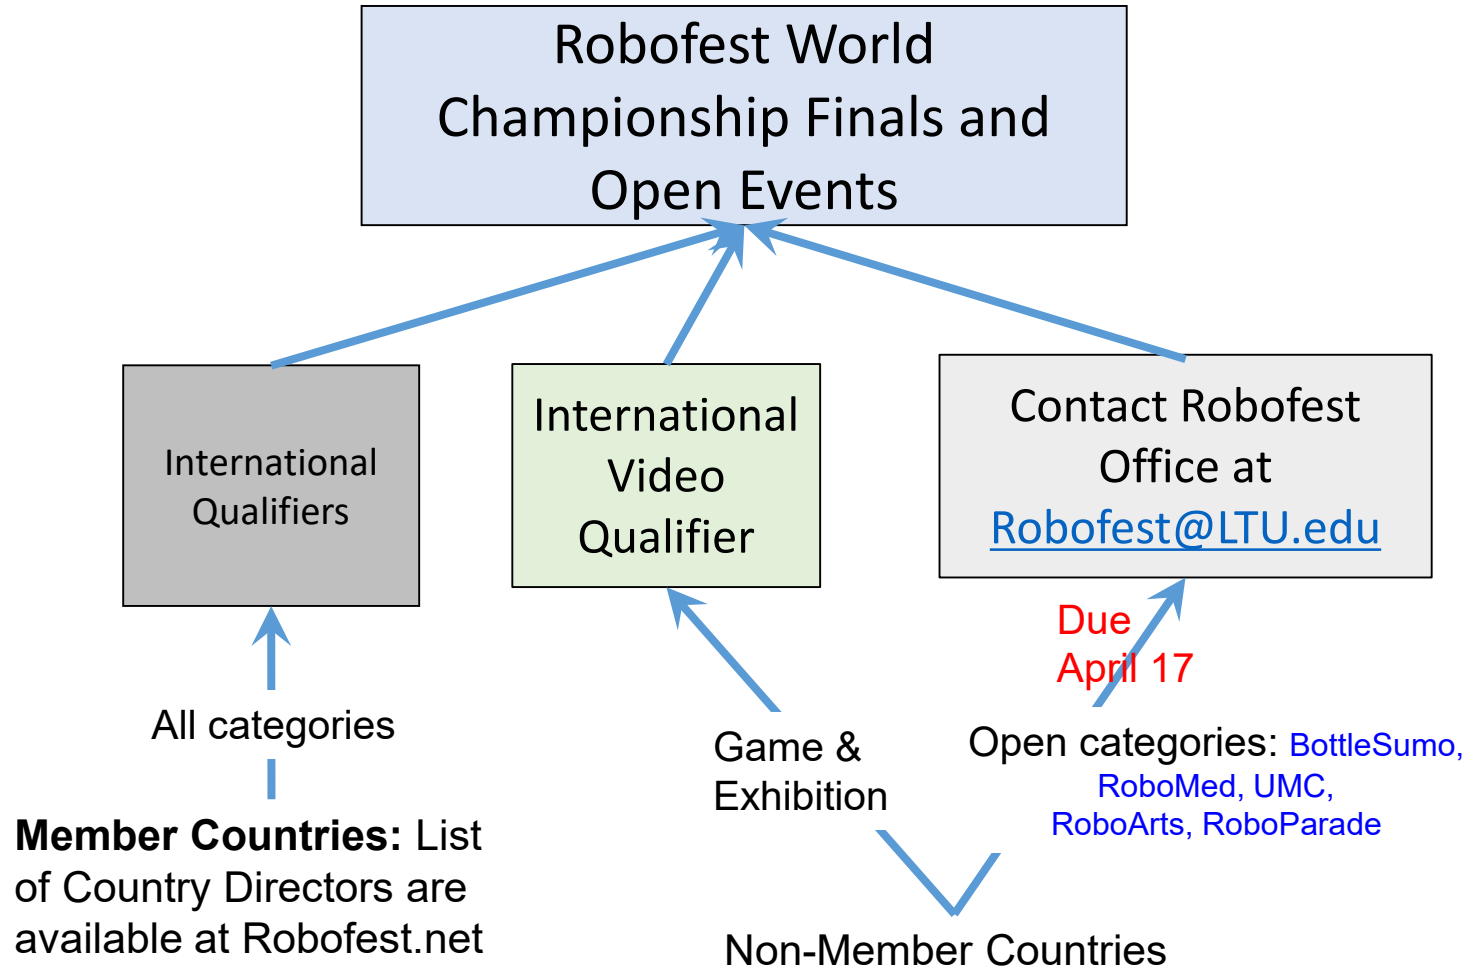 Robofest World
Championship Finals and
Open Events
International
Qualifiers
International
Video
Qualifier
Contact Robofest
Office at
Robofest@LTU.edu
Due
April 17
All categories
Game &
Exhibition
Open categories: BottleSumo,
RoboMed, UMC,
RoboArts, RoboParade
Member Countries: List
of Country Directors are
available at Robofest.net
Non-Member Countries